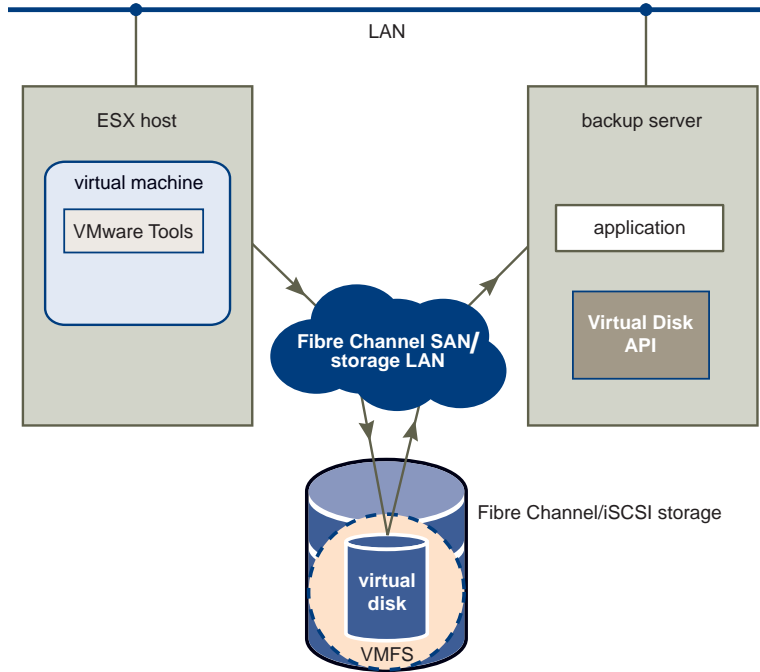 LAN
ESX host
virtual machine
VMware Tools
backup server
application
Virtual Disk
API
Fibre Channel SAN/
storage LAN
Fibre Channel/iSCSI storage
virtual
disk
VMFS